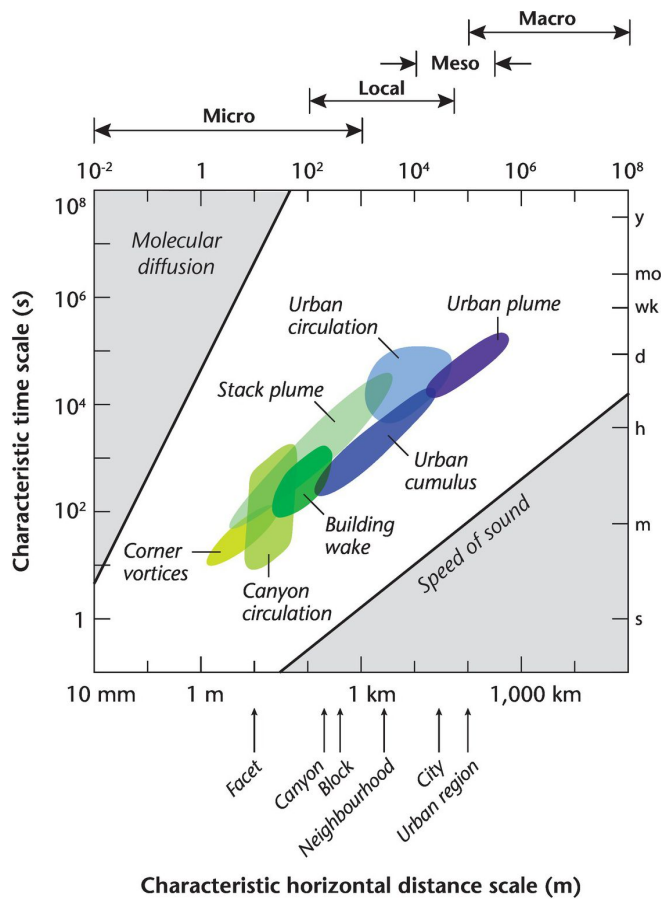 Macro
Meso
Local
Micro
10⁻² 1 10² 10⁴ 10⁶ 10⁸
10⁸
10⁶
10⁴
10²
1
Characteristic time scale (s)
y
mo
wk
d
h
m
s
Molecular
diffusion
Urban
circulation
Urban plume
Stack plume
Urban
cumulus
Building
wake
Corner
vortices
Canyon
circulation
Speed of sound
10 mm 1 m 1 km 1,000 km
Facet
Canyon
Block
Neighbourhood
City
Urban region
Characteristic horizontal distance scale (m)